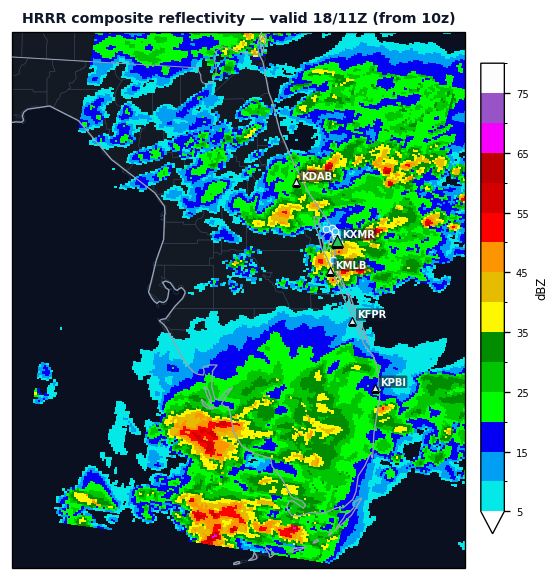 HRRR composite reflectivity — valid 18/11Z (from 10z)
KDAB
KXMR
KMLB
KFPR
KPBI
75
65
55
45
35
25
15
5
dBZ